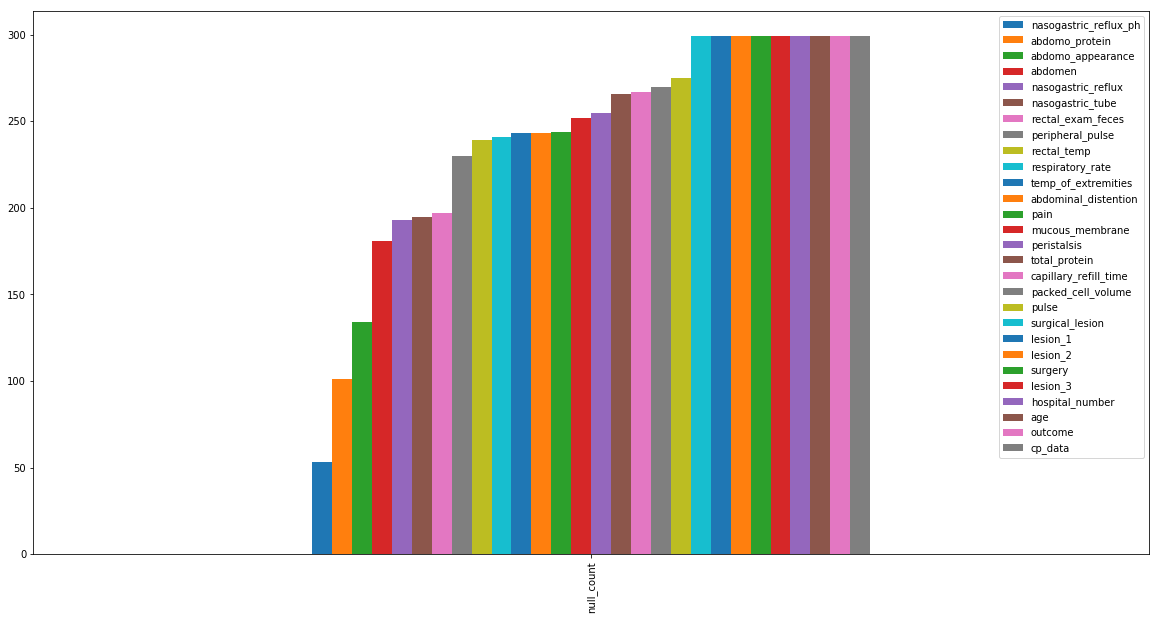 300
250
200
150
100
50
0
null_count
nasogastric_reflux_ph
abdomo_protein
abdomo_appearance
abdomen
nasogastric_reflux
nasogastric_tube
rectal_exam_feces
peripheral_pulse
rectal_temp
respiratory_rate
temp_of_extremities
abdominal_distention
pain
mucous_membrane
peristalsis
total_protein
capillary_refill_time
packed_cell_volume
pulse
surgical_lesion
lesion_1
lesion_2
surgery
lesion_3
hospital_number
age
outcome
cp_data